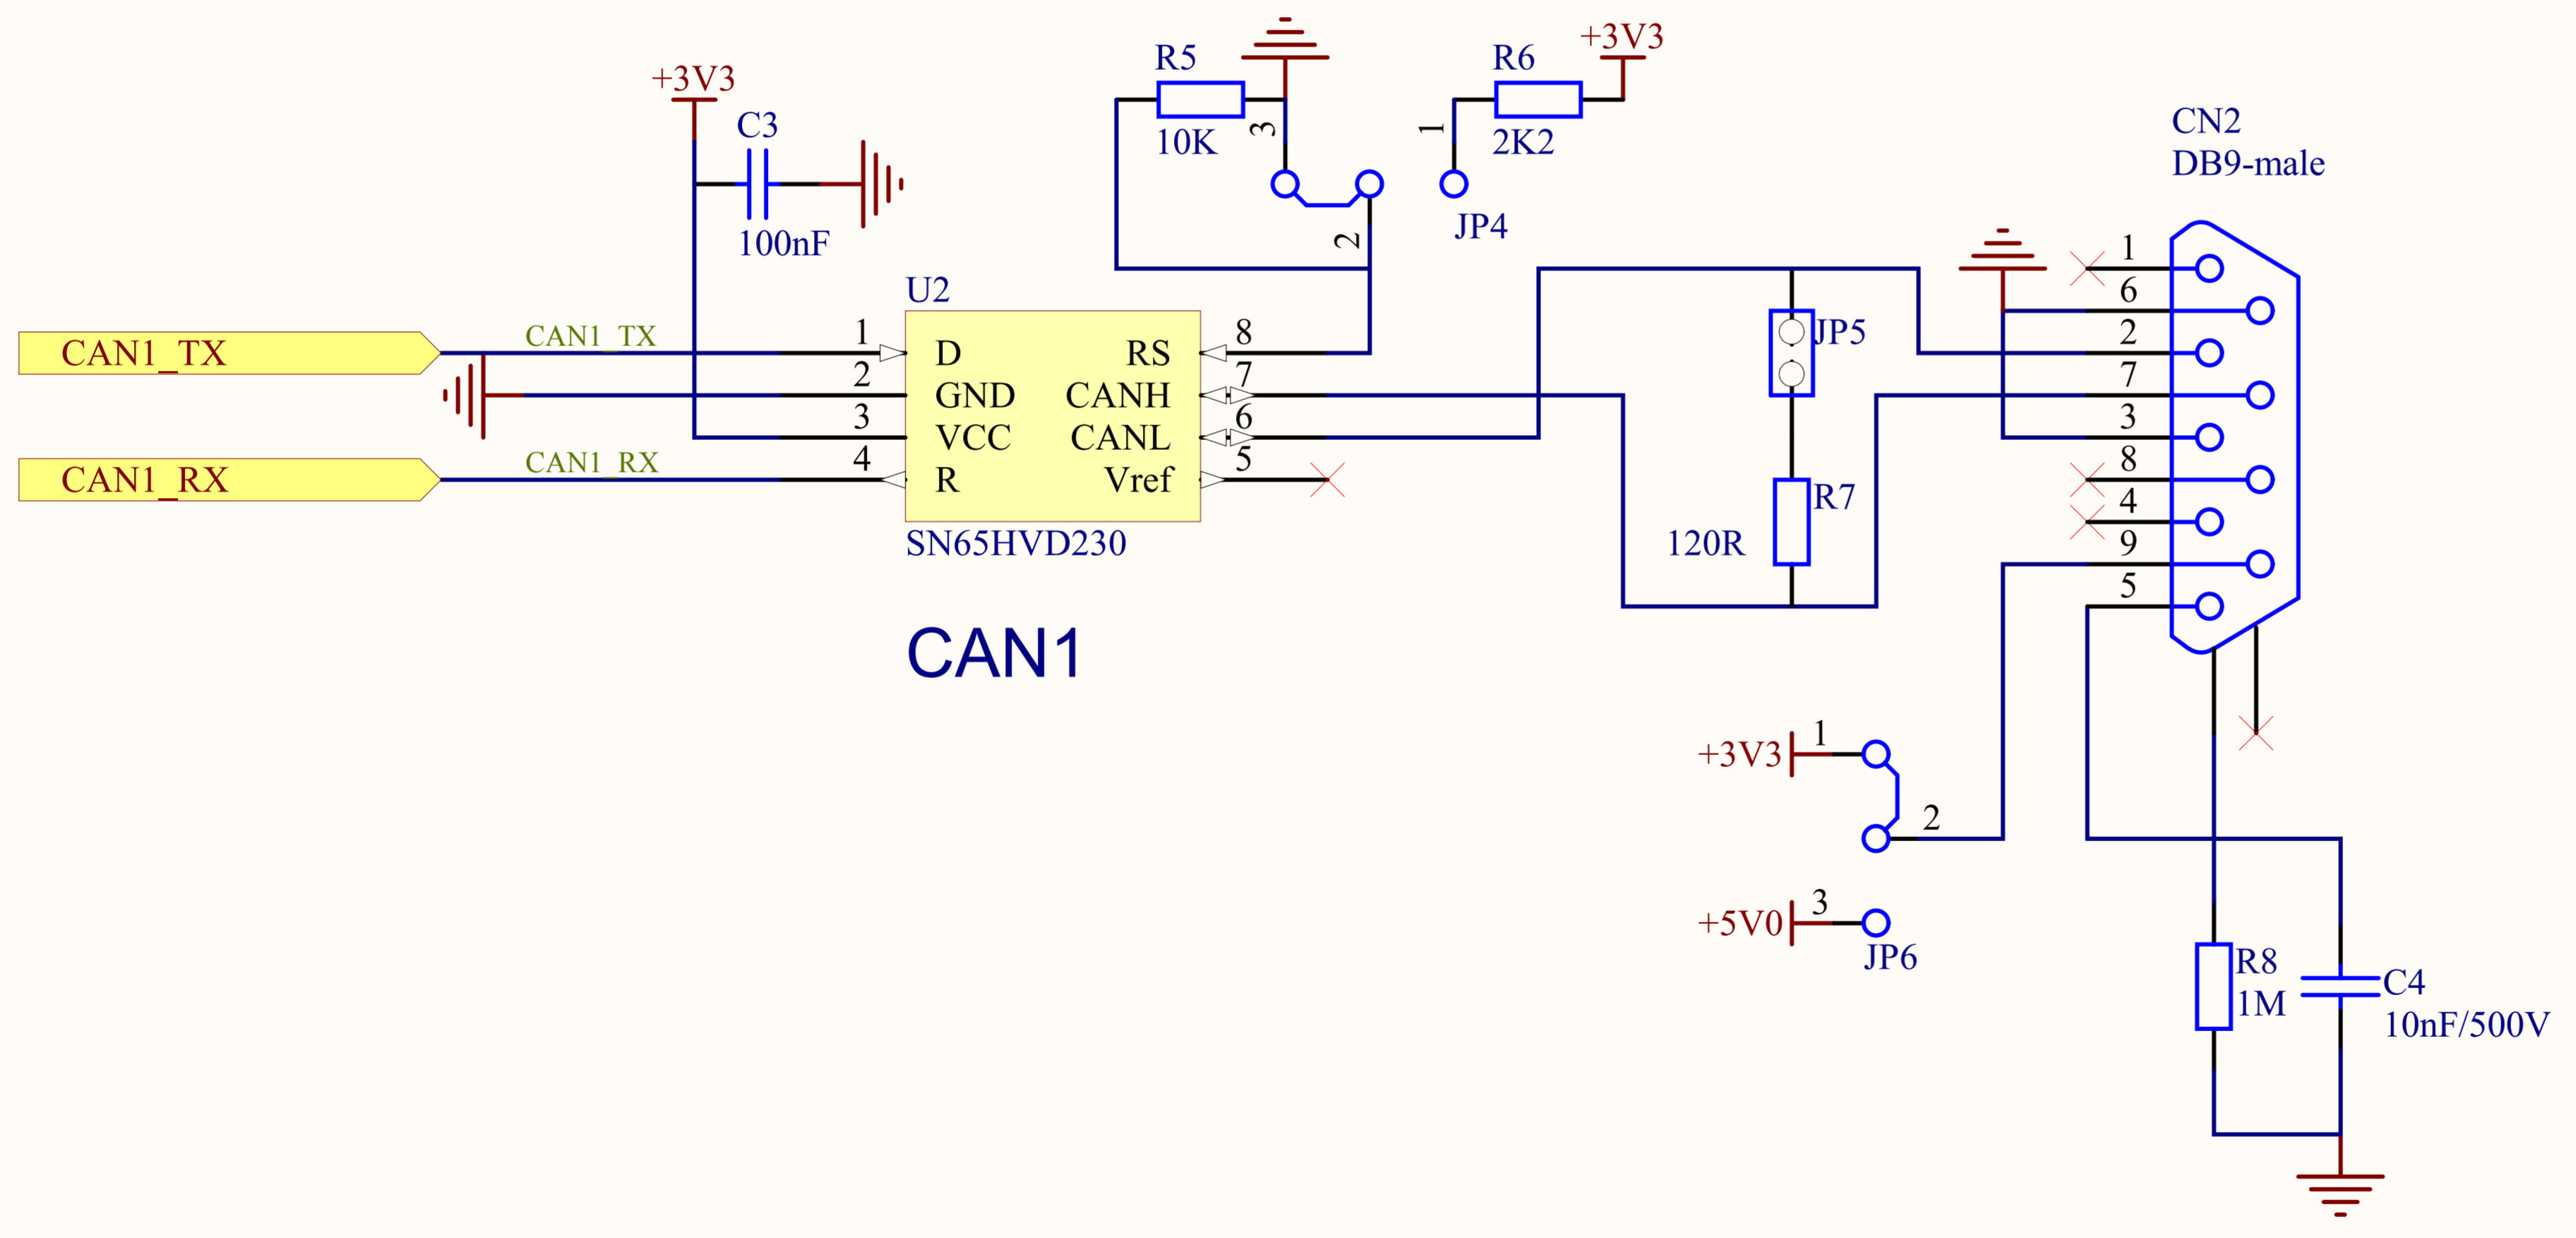 +3V3
C3
100nF
R5
10K
3
2
R6
2K2
+3V3
1
JP4
CN2
DB9-male
1
6
2
7
3
8
4
9
5
U2
CAN1_TX
CAN1_TX
1
D
2
GND
3
VCC
4
R
CAN1_RX
CAN1_RX
RS
8
CANH
7
CANL
6
Vref
5
SN65HVD230
CAN1
JP5
R7
120R
+3V3
1
2
+5V0
3
JP6
R8
1M
C4
10nF/500V